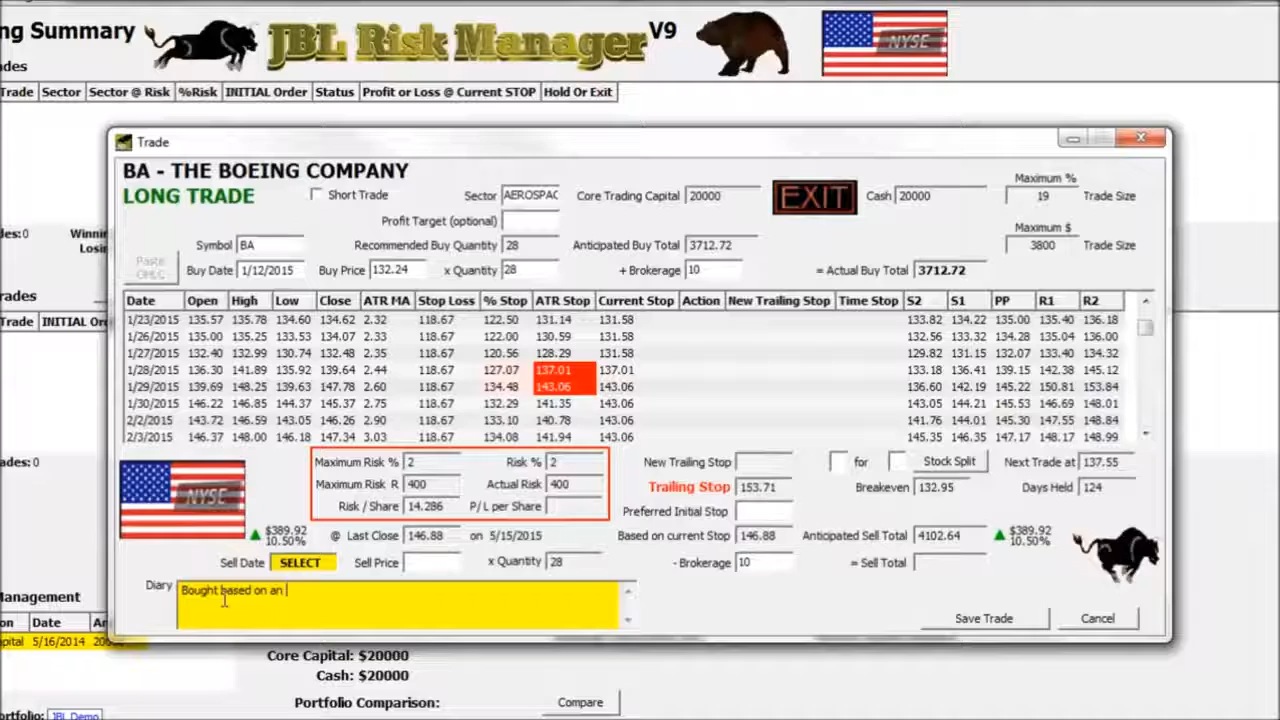 ng Summary
JBL Risk Manager V9
NYSE
ades
Trade Sector Sector @ Risk %Risk INITIAL Order Status Profit or Loss @ Current STOP Hold Or Exit
Trade
BA - THE BOEING COMPANY
LONG TRADE
Short Trade
Sector AEROSPAC
Core Trading Capital 20000
EXIT
Cash 20000
Maximum %
19 Trade Size
Profit Target (optional)
Maximum $
3800 Trade Size
des:0 Winnin
Losin
Paste OHLC
Symbol BA
Recommended Buy Quantity 28
Anticipated Buy Total 3712.72
Buy Date 1/12/2015
Buy Price 132.24
x Quantity 28
+ Brokerage 10
= Actual Buy Total 3712.72
Date Open High Low Close ATR MA Stop Loss % Stop ATR Stop Current Stop Action New Trailing Stop Time Stop S2 S1 PP R1 R2
1/23/2015 135.57 135.78 134.60 134.62 2.32 118.67 122.50 131.14 131.58 133.82 134.22 135.00 135.40 136.18
1/26/2015 135.00 135.25 133.53 134.07 2.33 118.67 122.00 130.59 131.58 132.56 133.32 134.28 135.04 136.00
1/27/2015 132.40 132.99 130.74 132.48 2.35 118.67 120.56 128.29 131.58 129.82 131.15 132.07 133.40 134.32
1/28/2015 136.30 141.89 135.92 139.64 2.44 118.67 127.07 137.01 137.01 133.18 136.41 139.15 142.38 145.12
1/29/2015 139.69 148.25 139.63 147.78 2.60 118.67 134.48 143.06 143.06 136.60 142.19 145.22 150.81 153.84
1/30/2015 146.22 146.85 144.37 145.37 2.75 118.67 132.29 141.35 143.06 143.05 144.21 145.53 146.69 148.01
2/2/2015 143.72 146.59 143.05 146.26 2.90 118.67 133.10 140.78 143.06 141.76 144.01 145.30 147.55 148.84
2/3/2015 146.37 148.00 146.18 147.34 3.03 118.67 134.08 141.94 143.06 145.35 146.35 147.17 148.17 148.99
rades
Trade INITIAL Ord
ades:0
NYSE
Maximum Risk % 2 Risk % 2
Maximum Risk R 400 Actual Risk 400
Risk / Share 14.286 P/L per Share
New Trailing Stop
for
Stock Split
Next Trade at 137.55
Trailing Stop 153.71
Breakeven 132.95
Days Held 124
Preferred Initial Stop
$389.92
10.50%
@ Last Close 146.88 on 5/15/2015
Based on current Stop 146.88
Anticipated Sell Total 4102.64
$389.92
10.50%
Sell Date SELECT
Sell Price
x Quantity 28
- Brokerage 10
= Sell Total
Diary Bought based on an
Save Trade
Cancel
Management
on Date Am
apital 5/16/2014
Core Capital: $20000
Cash: $20000
Portfolio Comparison: Compare
ortfolio: JBL Demo